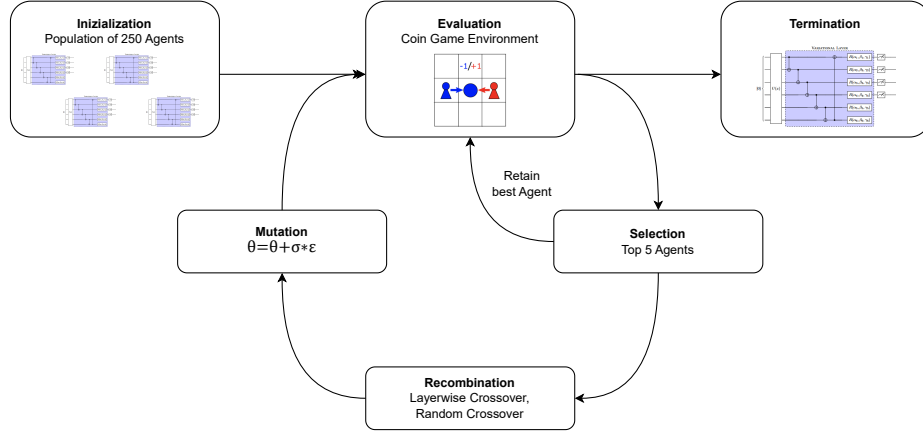 Inizialization
Population of 250 Agents
Evaluation
Coin Game Environment
-1/+1
Termination
Retain
best Agent
Mutation
θ=θ+σ*ε
Selection
Top 5 Agents
Recombination
Layerwise Crossover,
Random Crossover